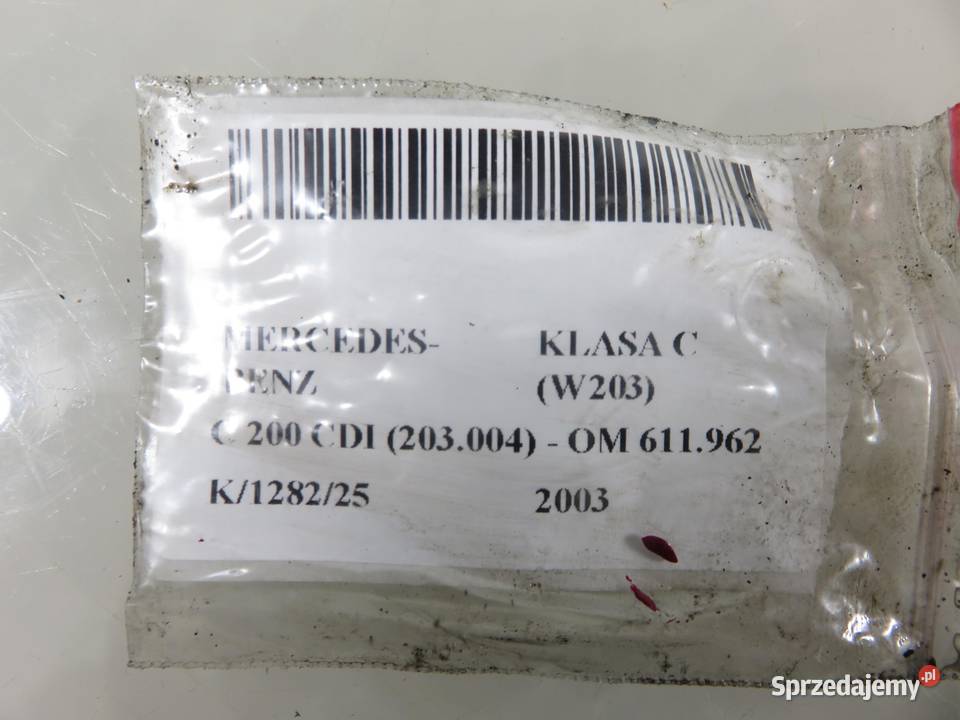 MERCEDES- KLASA C
BENZ (W203)
C 200 CDI (203.004) - OM 611.962
K/1282/25 2003
Sprzedajemy.pl